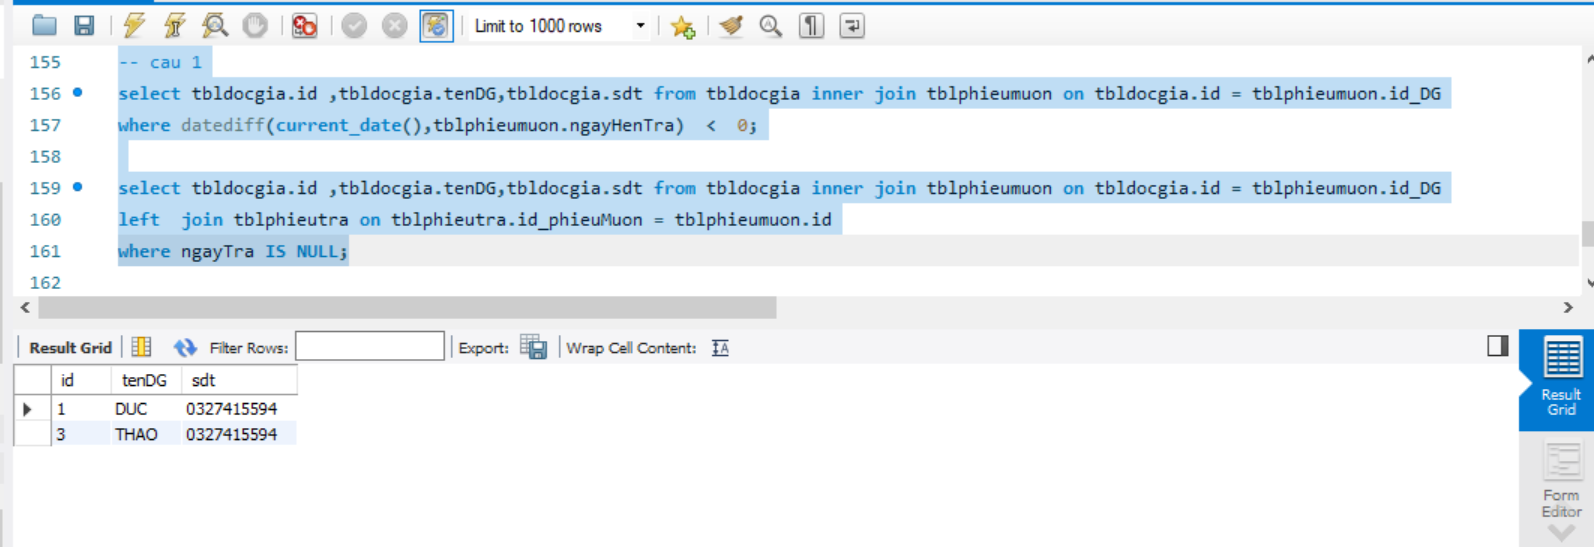 Limit to 1000 rows
155 -- cau 1
156 select tbldocgia.id ,tbldocgia.tenDG,tbldocgia.sdt from tbldocgia inner join tblphieumuon on tbldocgia.id = tblphieumuon.id_DG
157 where datediff(current_date(),tblphieumuon.ngayHenTra)  <  0;
158
159 select tbldocgia.id ,tbldocgia.tenDG,tbldocgia.sdt from tbldocgia inner join tblphieumuon on tbldocgia.id = tblphieumuon.id_DG
160 left  join tblphieutra on tblphieutra.id_phieuMuon = tblphieumuon.id
161 where ngayTra IS NULL;
162
Result Grid Filter Rows: Export: Wrap Cell Content: IA
id tenDG sdt
1 DUC 0327415594
3 THAO 0327415594
Result
Grid
Form
Editor